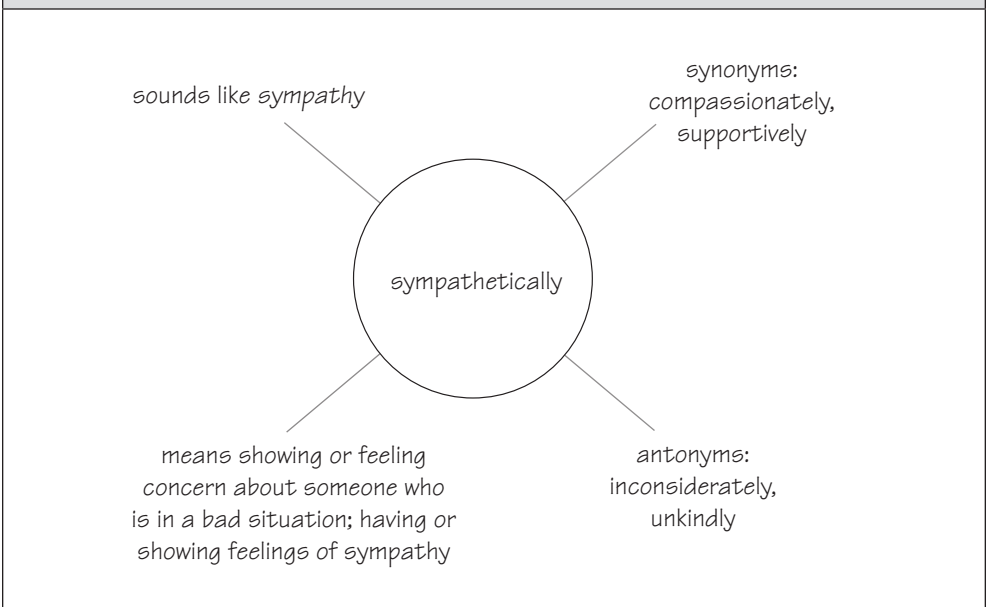 sounds like sympathy
synonyms:
compassionately,
supportively
sympathetically
means showing or feeling
concern about someone who
is in a bad situation; having or
showing feelings of sympathy
antonyms:
inconsiderately,
unkindly